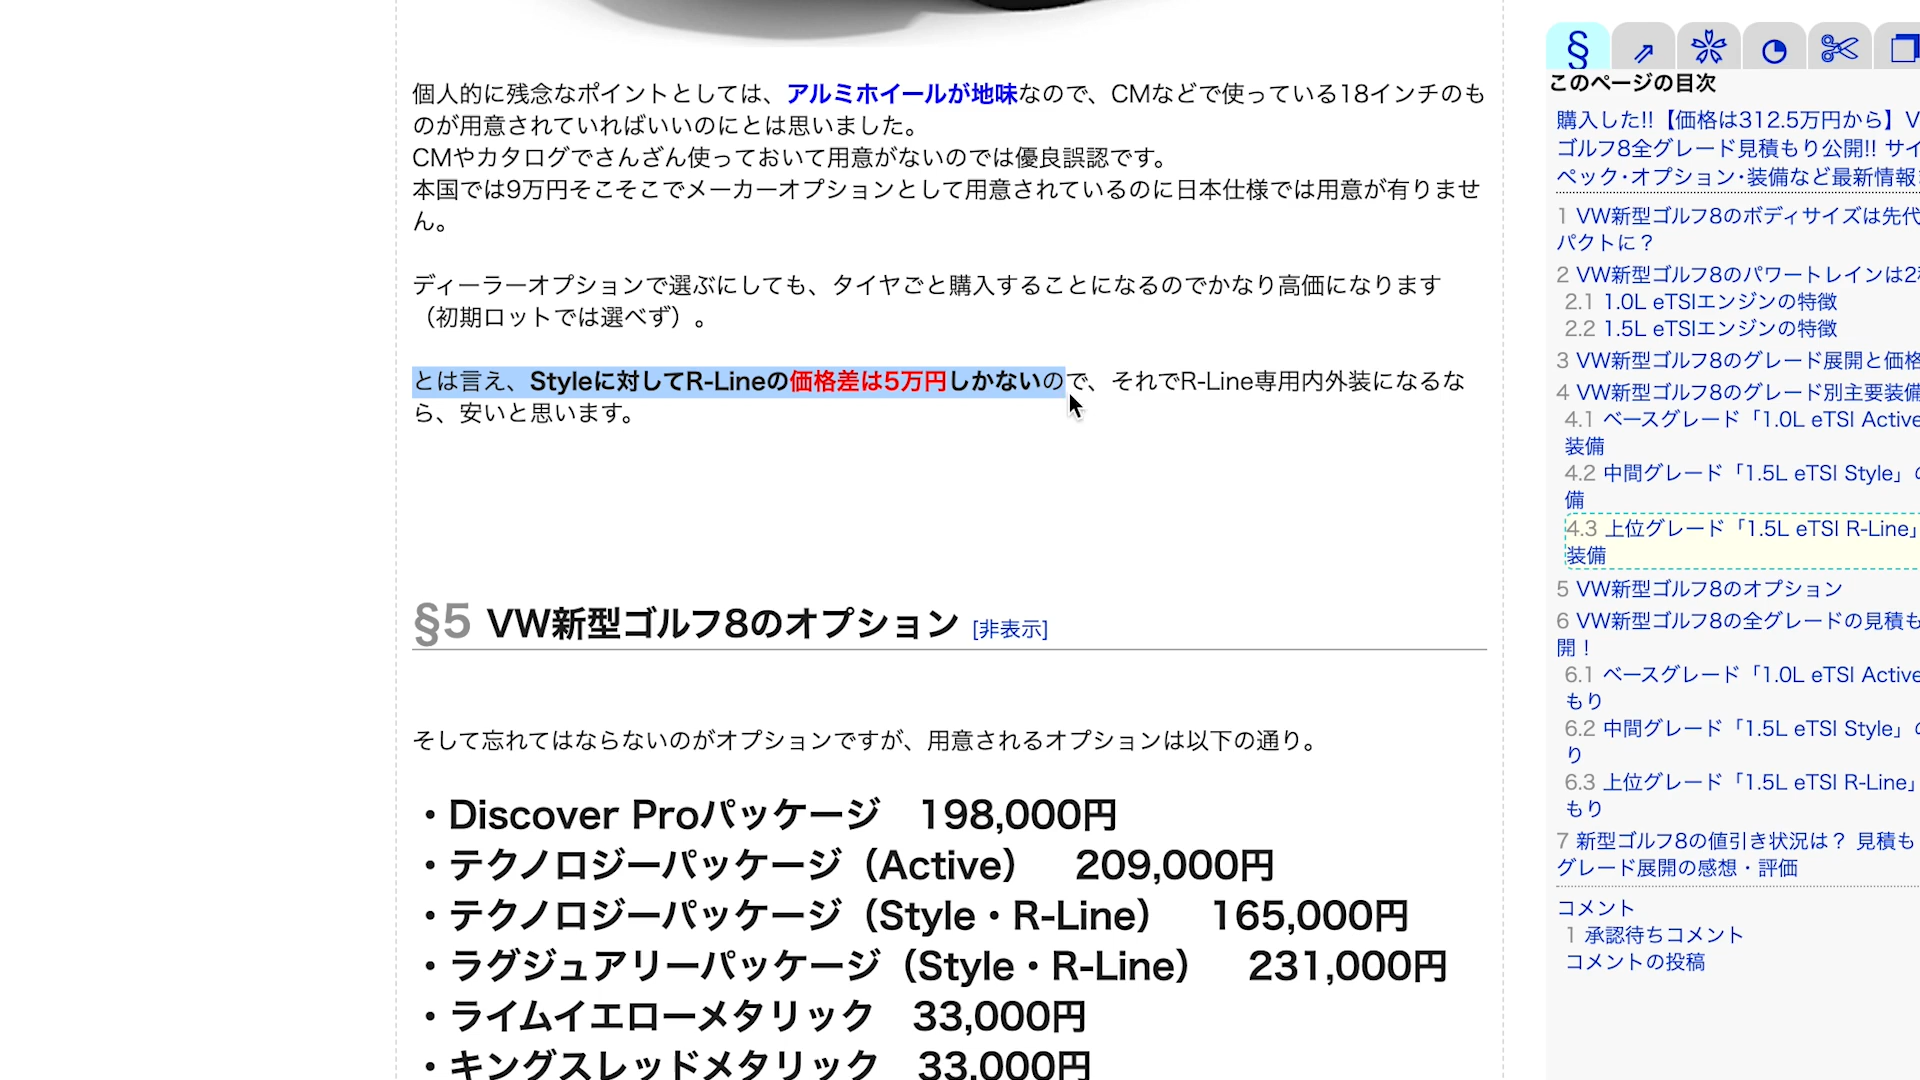 個人的に残念なポイントとしては、アルミホイールが地味なので、CMなどで使っている18インチのも
のが用意されていればいいのにとは思いました。
CMやカタログでさんざん使っておいて用意がないのでは優良誤認です。
本国では9万円そこそこでメーカーオプションとして用意されているのに日本仕様では用意が有りませ
ん。
ディーラーオプションで選ぶにしても、タイヤごと購入することになるのでかなり高価になります
（初期ロットでは選べず）。
とは言え、Styleに対してR-Lineの価格差は5万円しかないので、それでR-Line専用内外装になるな
ら、安いと思います。
§5 VW新型ゴルフ8のオプション [非表示]
そして忘れてはならないのがオプションですが、用意されるオプションは以下の通り。
・Discover Proパッケージ　198,000円
・テクノロジーパッケージ（Active）　209,000円
・テクノロジーパッケージ（Style・R-Line）　165,000円
・ラグジュアリーパッケージ（Style・R-Line）　231,000円
・ライムイエローメタリック　33,000円
・キングスレッドメタリック　33,000円
§
このページの目次
購入した!!【価格は312.5万円から】V
ゴルフ8全グレード見積もり公開!! サイ
ペック･オプション･装備など最新情報
1 VW新型ゴルフ8のボディサイズは先代
パクトに？
2 VW新型ゴルフ8のパワートレインは2
2.1 1.0L eTSIエンジンの特徴
2.2 1.5L eTSIエンジンの特徴
3 VW新型ゴルフ8のグレード展開と価格
4 VW新型ゴルフ8のグレード別主要装備
4.1 ベースグレード「1.0L eTSI Active
装備
4.2 中間グレード「1.5L eTSI Style」
備
4.3 上位グレード「1.5L eTSI R-Line」
装備
5 VW新型ゴルフ8のオプション
6 VW新型ゴルフ8の全グレードの見積も
開！
6.1 ベースグレード「1.0L eTSI Active
もり
6.2 中間グレード「1.5L eTSI Style」
り
6.3 上位グレード「1.5L eTSI R-Line」
もり
7 新型ゴルフ8の値引き状況は？ 見積も
グレード展開の感想・評価
コメント
1 承認待ちコメント
コメントの投稿